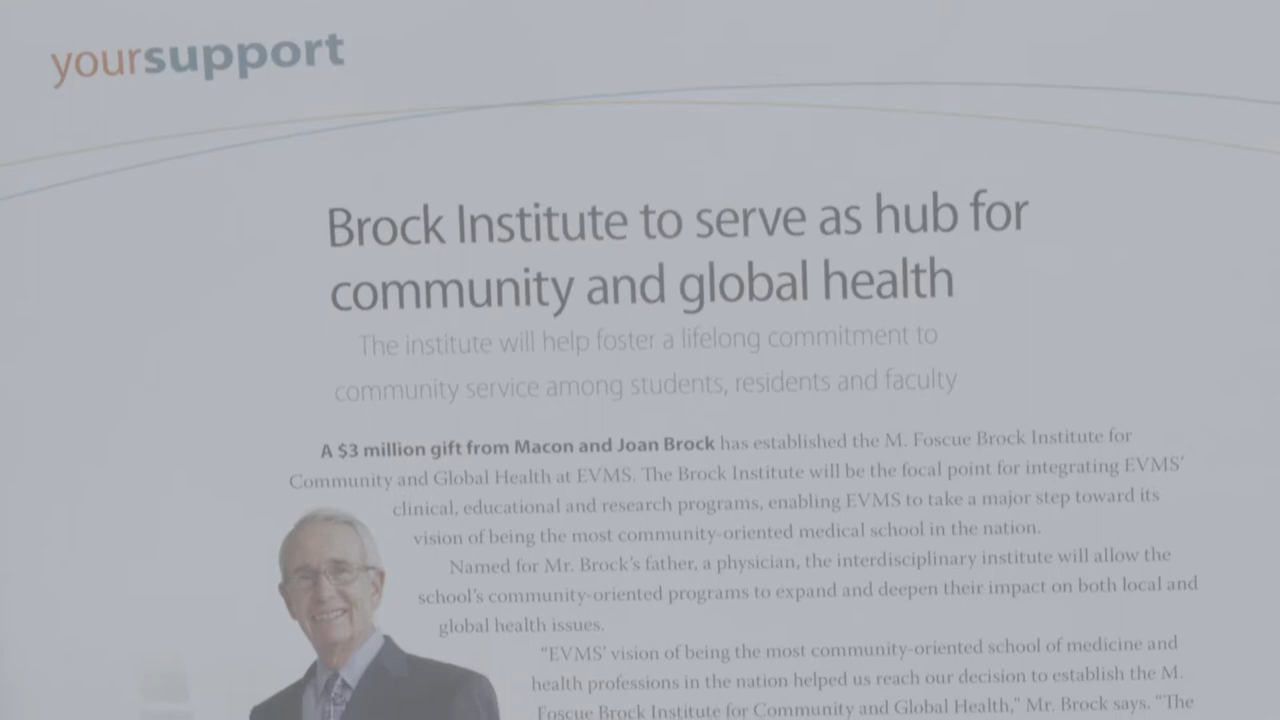 yoursupport
Brock Institute to serve as hub for
community and global health
The institute will help foster a lifelong commitment to
community service among students, residents and faculty
A $3 million gift from Macon and Joan Brock has established the M. Foscue Brock Institute for
Community and Global Health at EVMS. The Brock Institute will be the focal point for integrating EVMS'
clinical, educational and research programs, enabling EVMS to take a major step toward its
vision of being the most community-oriented medical school in the nation.
Named for Mr. Brock's father, a physician, the interdisciplinary institute will allow the
school's community-oriented programs to expand and deepen their impact on both local and
global health issues.
"EVMS' vision of being the most community-oriented school of medicine and
health professions in the nation helped us reach our decision to establish the M.
Foscue Brock Institute for Community and Global Health," Mr. Brock says. "The